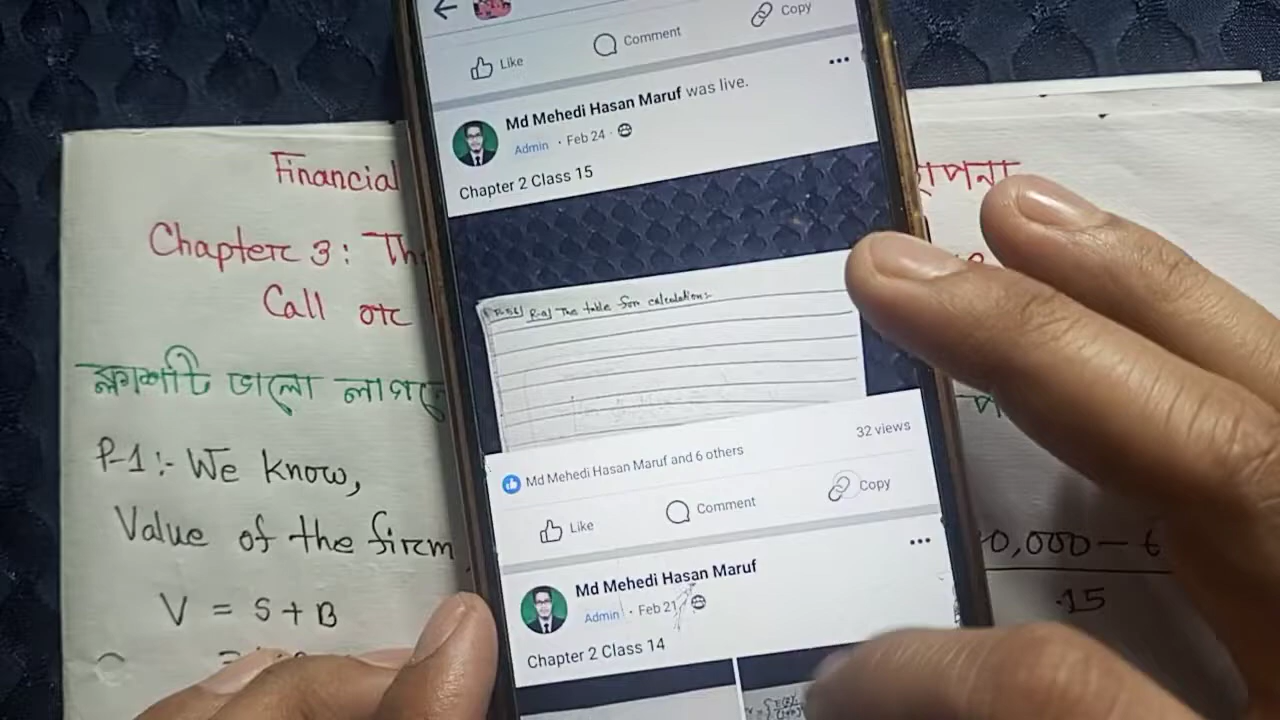 Like
Comment
Copy
Md Mehedi Hasan Maruf was live.
Admin · Feb 24 ·
Chapter 2 Class 15
The table for calculations:-
Md Mehedi Hasan Maruf and 6 others
32 views
Like
Comment
Copy
Md Mehedi Hasan Maruf
Admin · Feb 21
Chapter 2 Class 14
Financial
Chapter 3: Th
Call or
ক্লাশটি ভালো লাগলে
P-1:- We know,
Value of the firm
V = S + B
0,000 - 6
.15